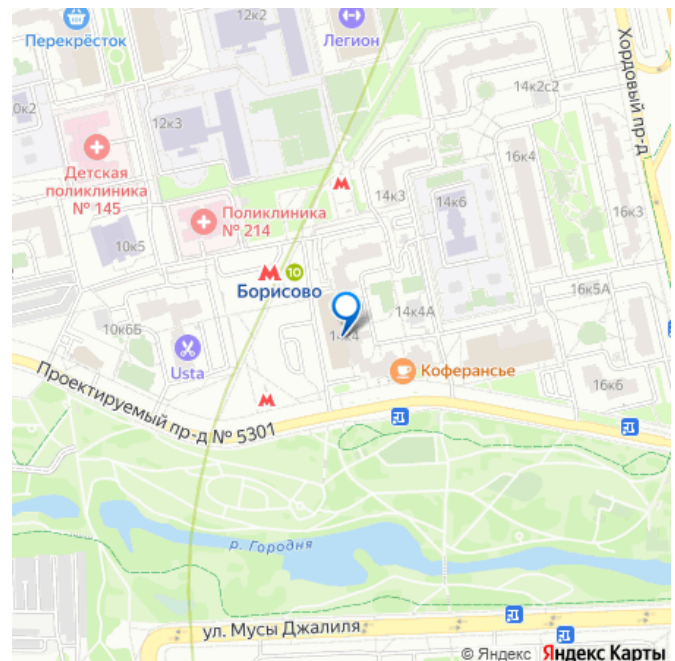 12к2
Перекрёсток
Легион
Хордовый пр-д
10к2
12к3
14к2с2
Детская
поликлиника
№ 145
16к4
14к3
14к6
Поликлиника
№ 214
16к3
10к5
М
М 10
Борисово
16к5А
14к4А
10к6Б
14к4
Usta
Коферансье
16к6
М
Проектируемый пр-д № 5301
р. Городня
ул. Мусы Джалиля
© Яндекс Яндекс Карты